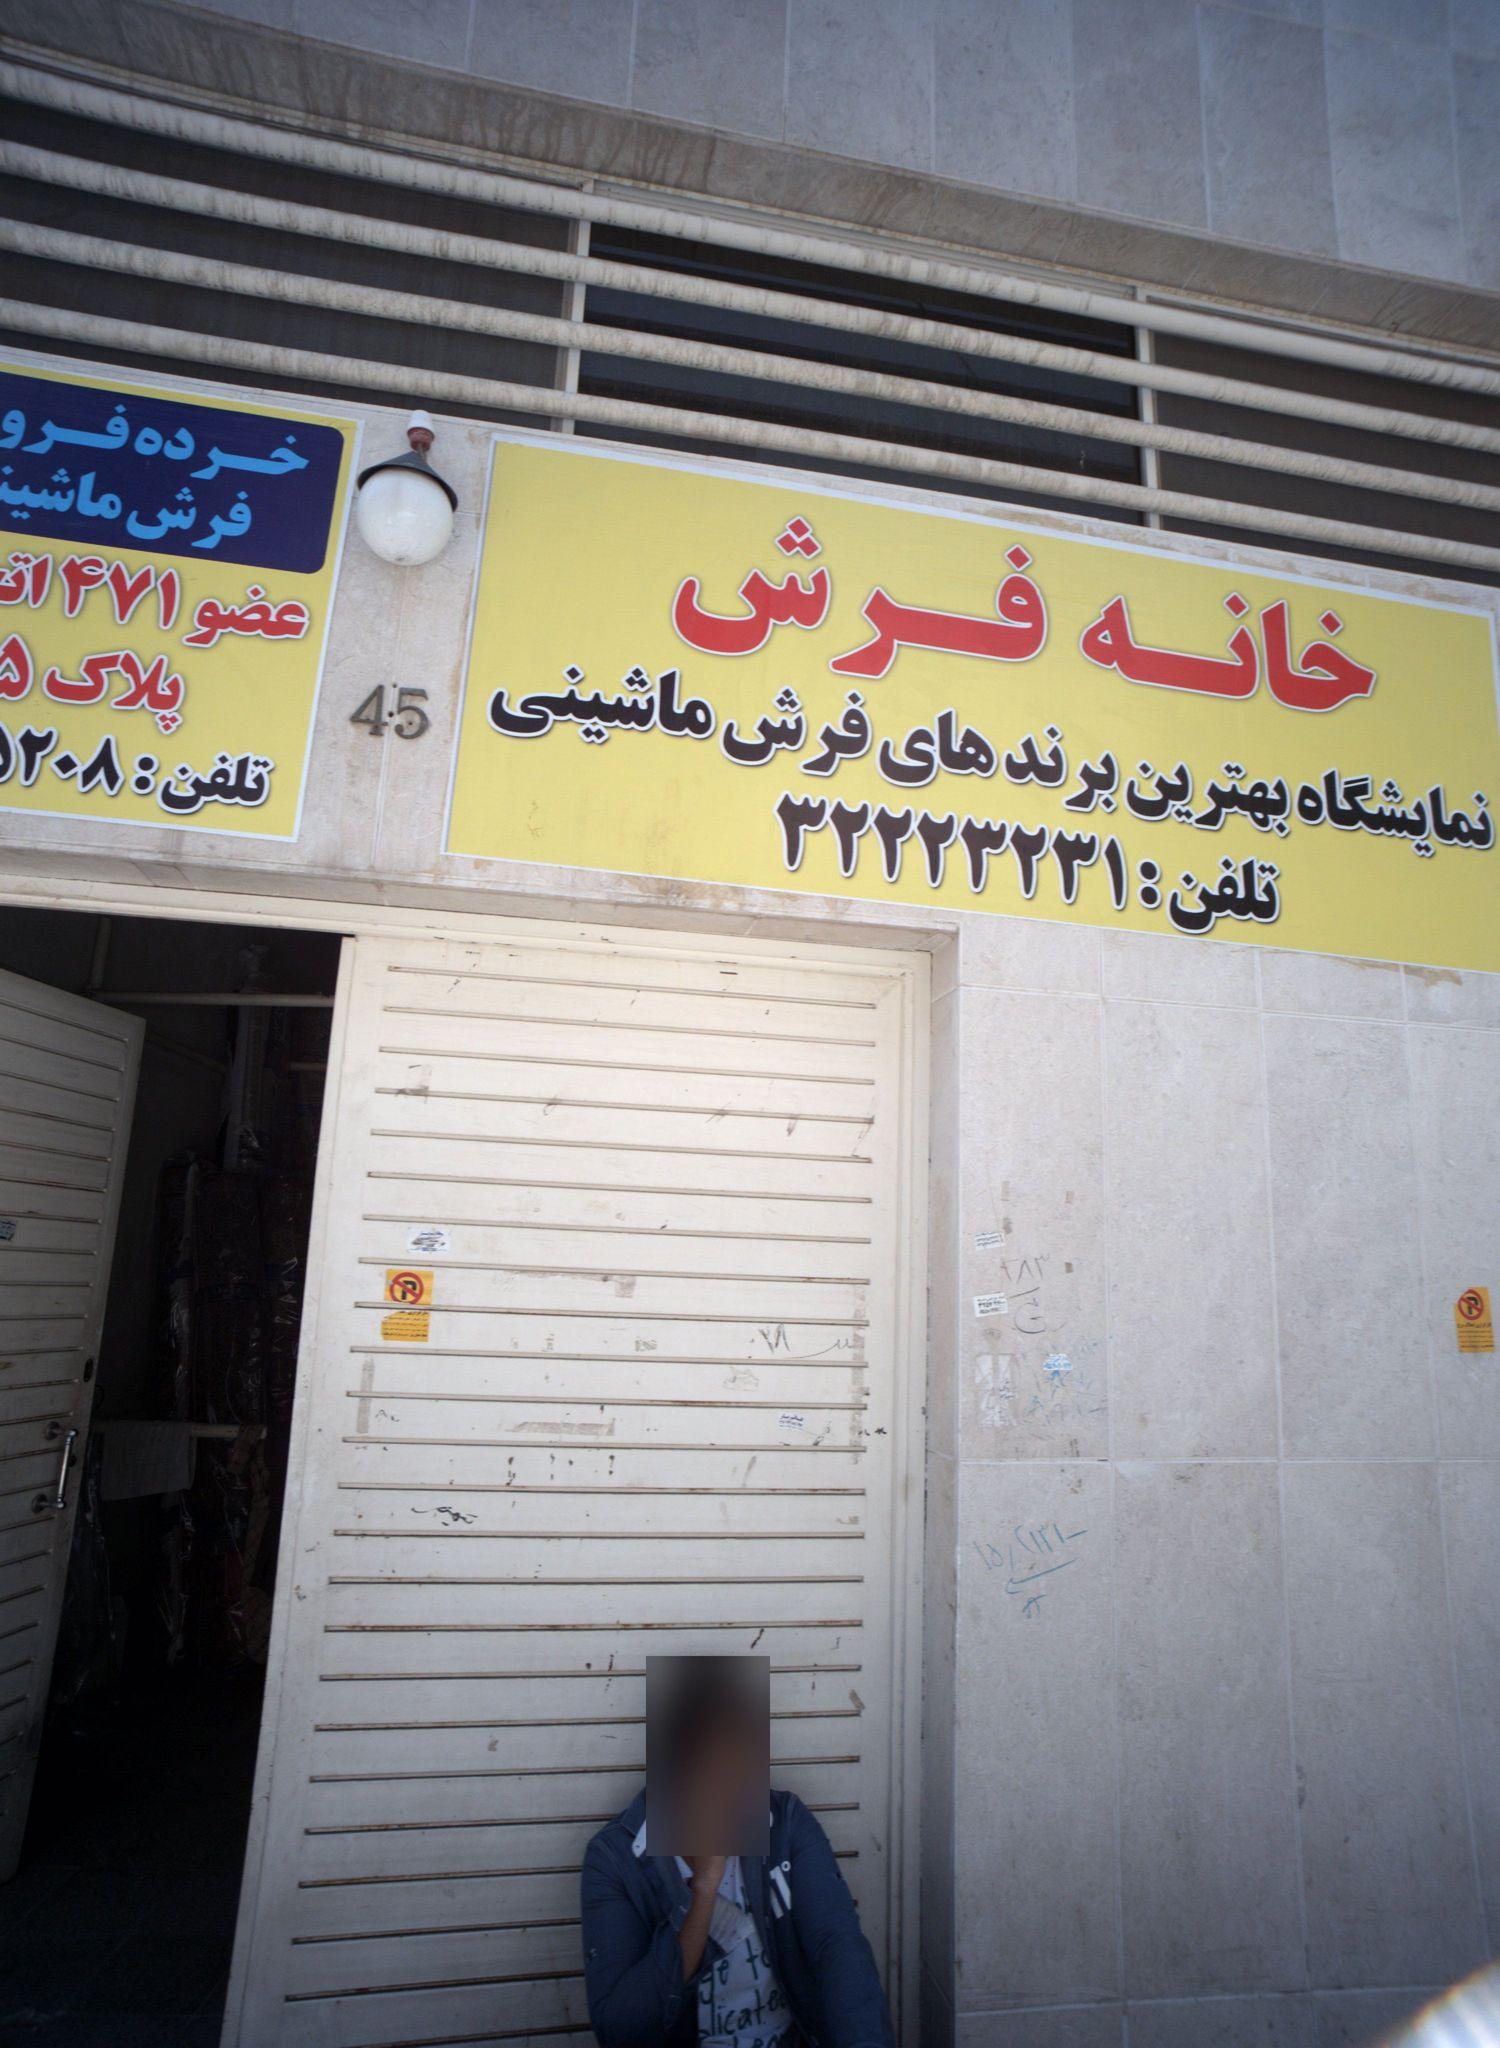 خانه فرش
نمایشگاه بهترین برندهای فرش ماشینی
تلفن: ۳۲۲۲۳۲۳۱
خرده فرو
فرش ماشین
عضو ۴۷۱
پلاک ۵
تلفن: ۵۲۰۸
45